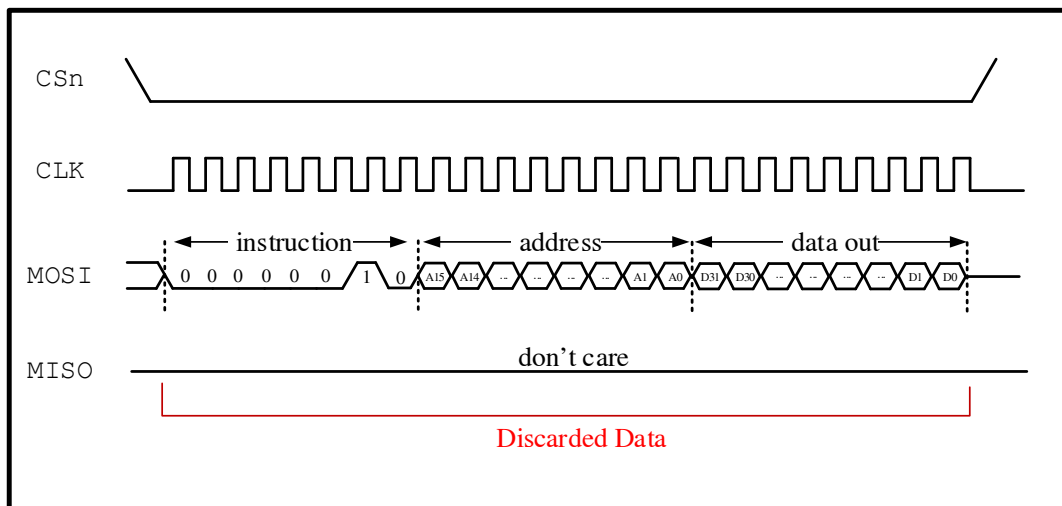 CSn
CLK
instruction address data out
MOSI 0 0 0 0 0 0 1 0 A15 A14 ... ... ... ... A1 A0 D31 D30 ... ... ... ... D1 D0
don't care
MISO
Discarded Data